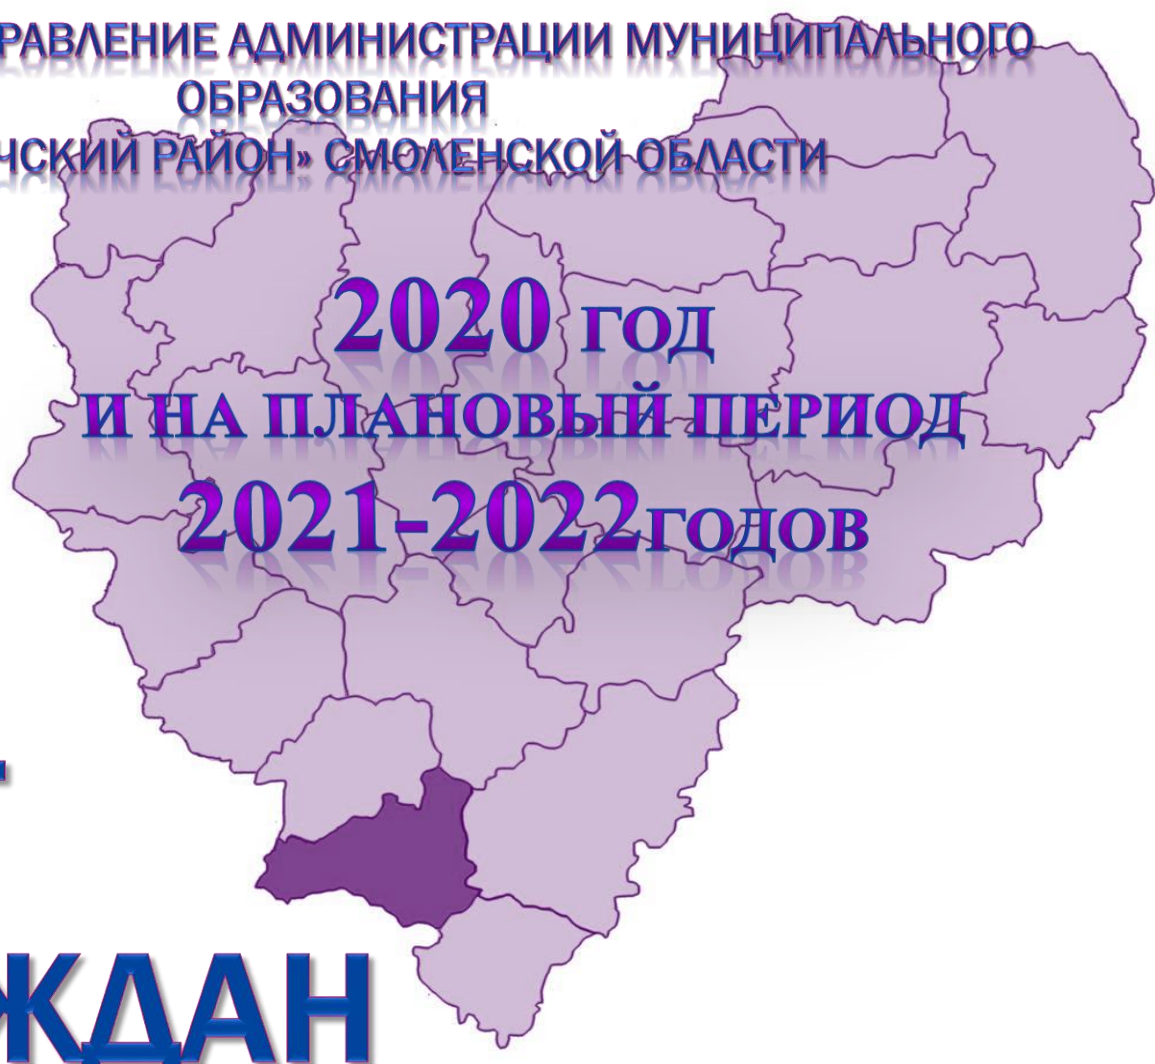 РАВЛЕНИЕ АДМИНИСТРАЦИИ МУНИЦИПАЛЬНОГО
ОБРАЗОВАНИЯ
ЧСКИЙ РАЙОН» СМОЛЕНСКОЙ ОБЛАСТИ
2020 ГОД
И НА ПЛАНОВЫЙ ПЕРИОД
2021-2022ГОДОВ
ЖДАН